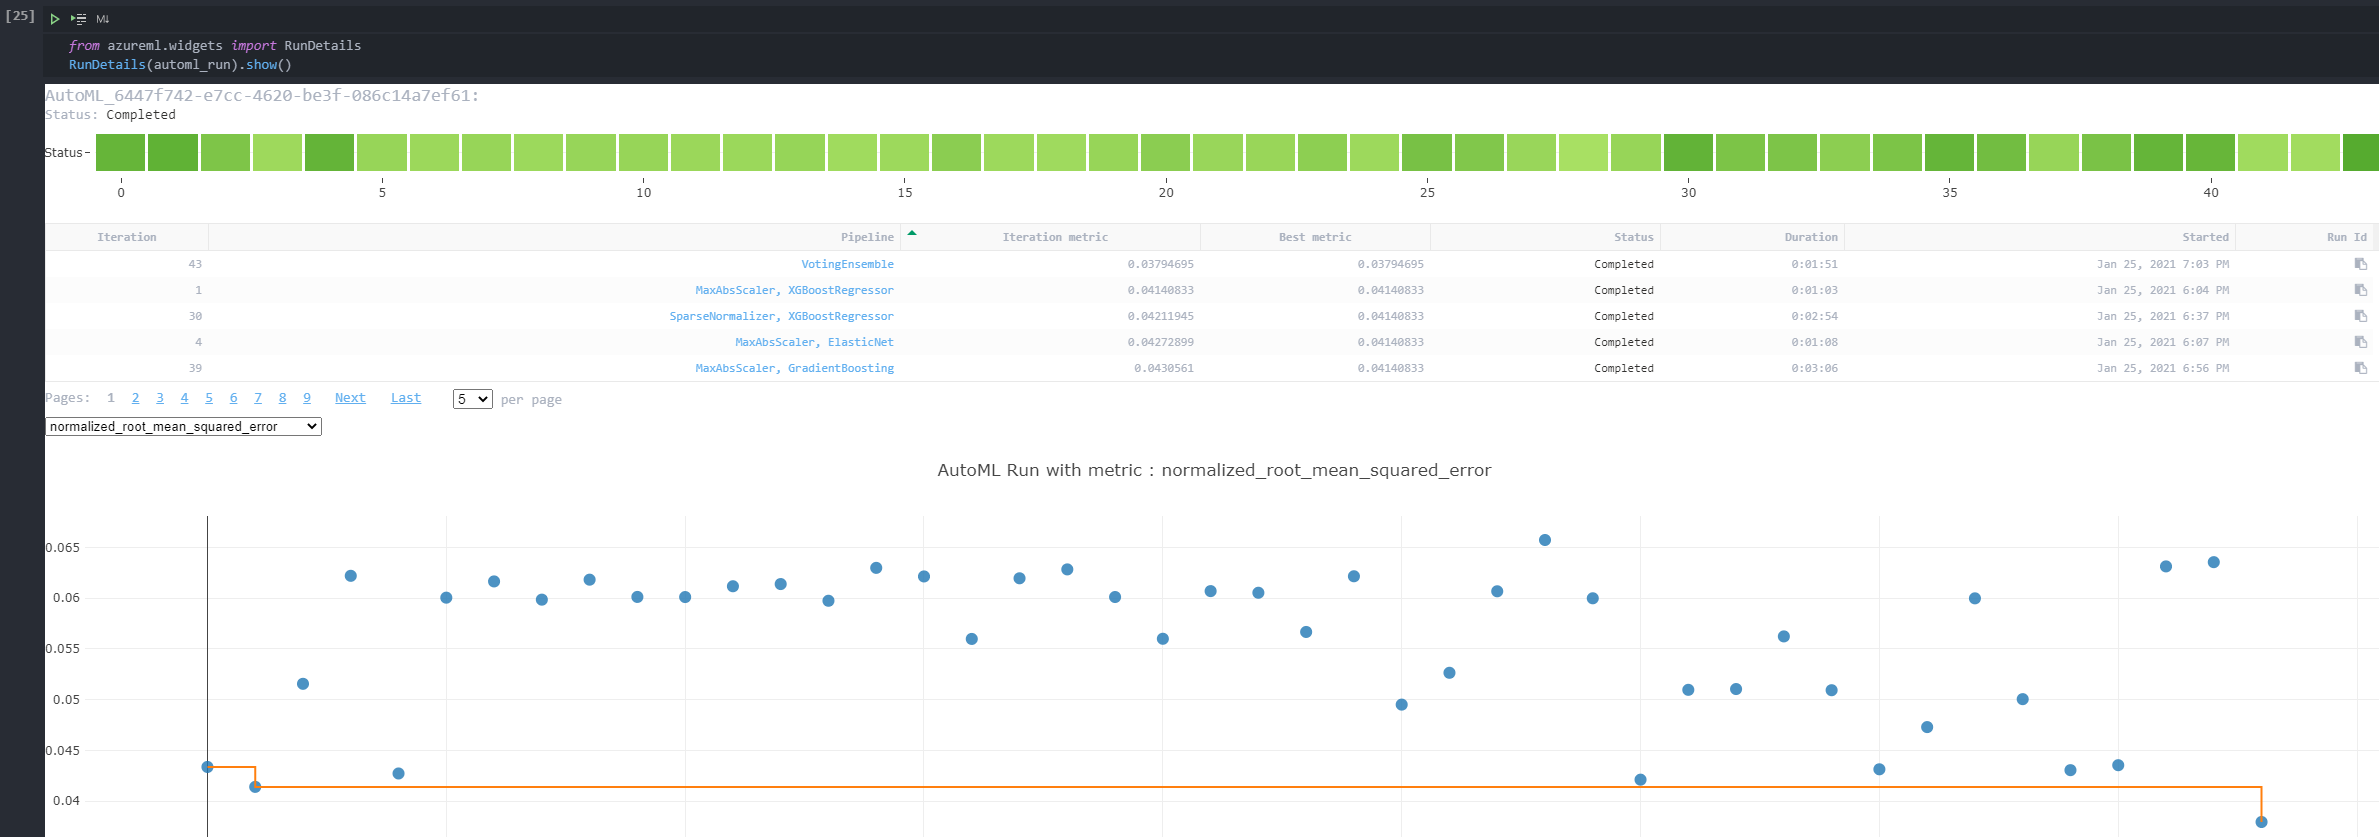 [25]
M↓
from azureml.widgets import RunDetails
RunDetails(automl_run).show()
AutoML_6447f742-e7cc-4620-be3f-086c14a7ef61:
Status: Completed
Status
0 5 10 15 20 25 30 35 40
Iteration Pipeline Iteration metric Best metric Status Duration Started Run Id
43 VotingEnsemble 0.03794695 0.03794695 Completed 0:01:51 Jan 25, 2021 7:03 PM
1 MaxAbsScaler, XGBoostRegressor 0.04140833 0.04140833 Completed 0:01:03 Jan 25, 2021 6:04 PM
30 SparseNormalizer, XGBoostRegressor 0.04211945 0.04140833 Completed 0:02:54 Jan 25, 2021 6:37 PM
4 MaxAbsScaler, ElasticNet 0.04272899 0.04140833 Completed 0:01:08 Jan 25, 2021 6:07 PM
39 MaxAbsScaler, GradientBoosting 0.0430561 0.04140833 Completed 0:03:06 Jan 25, 2021 6:56 PM
Pages: 1 2 3 4 5 6 7 8 9 Next Last 5 per page
normalized_root_mean_squared_error
AutoML Run with metric : normalized_root_mean_squared_error
0.065
0.06
0.055
0.05
0.045
0.04